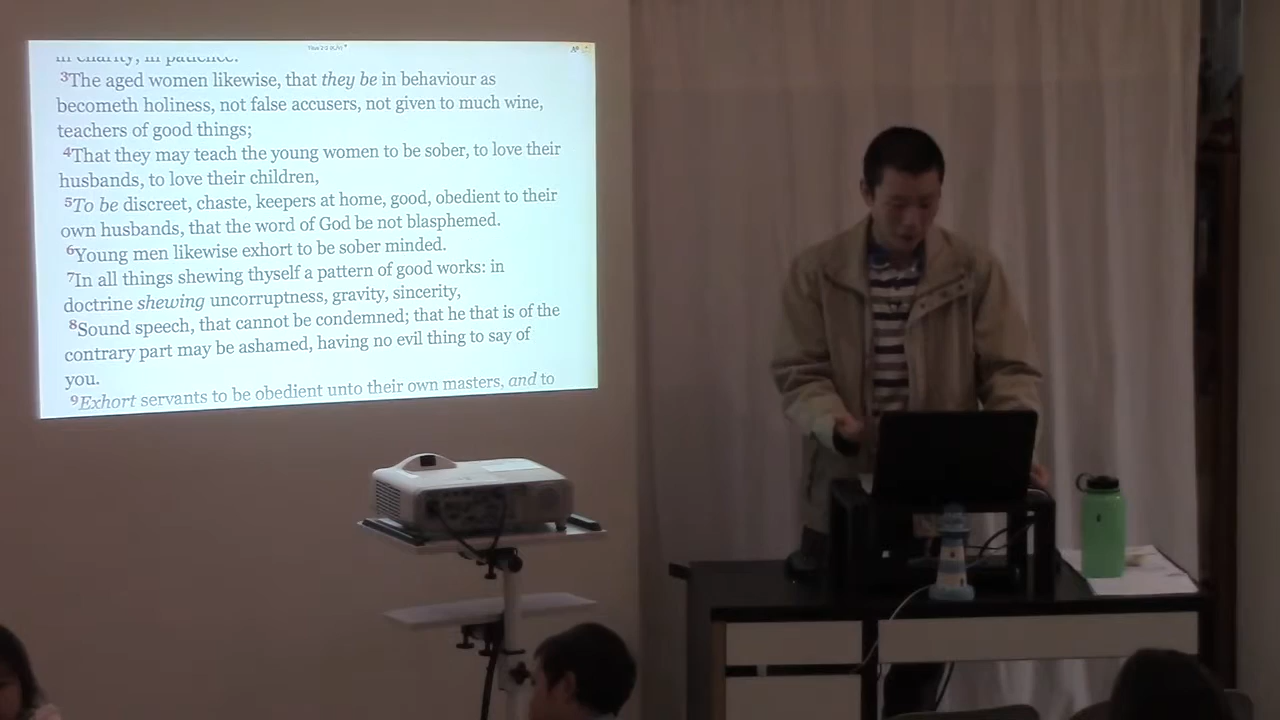 in charity, in patience.
3The aged women likewise, that they be in behaviour as
becometh holiness, not false accusers, not given to much wine,
teachers of good things;
4That they may teach the young women to be sober, to love their
husbands, to love their children,
5To be discreet, chaste, keepers at home, good, obedient to their
own husbands, that the word of God be not blasphemed.
6Young men likewise exhort to be sober minded.
7In all things shewing thyself a pattern of good works: in
doctrine shewing uncorruptness, gravity, sincerity,
8Sound speech, that cannot be condemned; that he that is of the
contrary part may be ashamed, having no evil thing to say of
you.
9Exhort servants to be obedient unto their own masters, and to